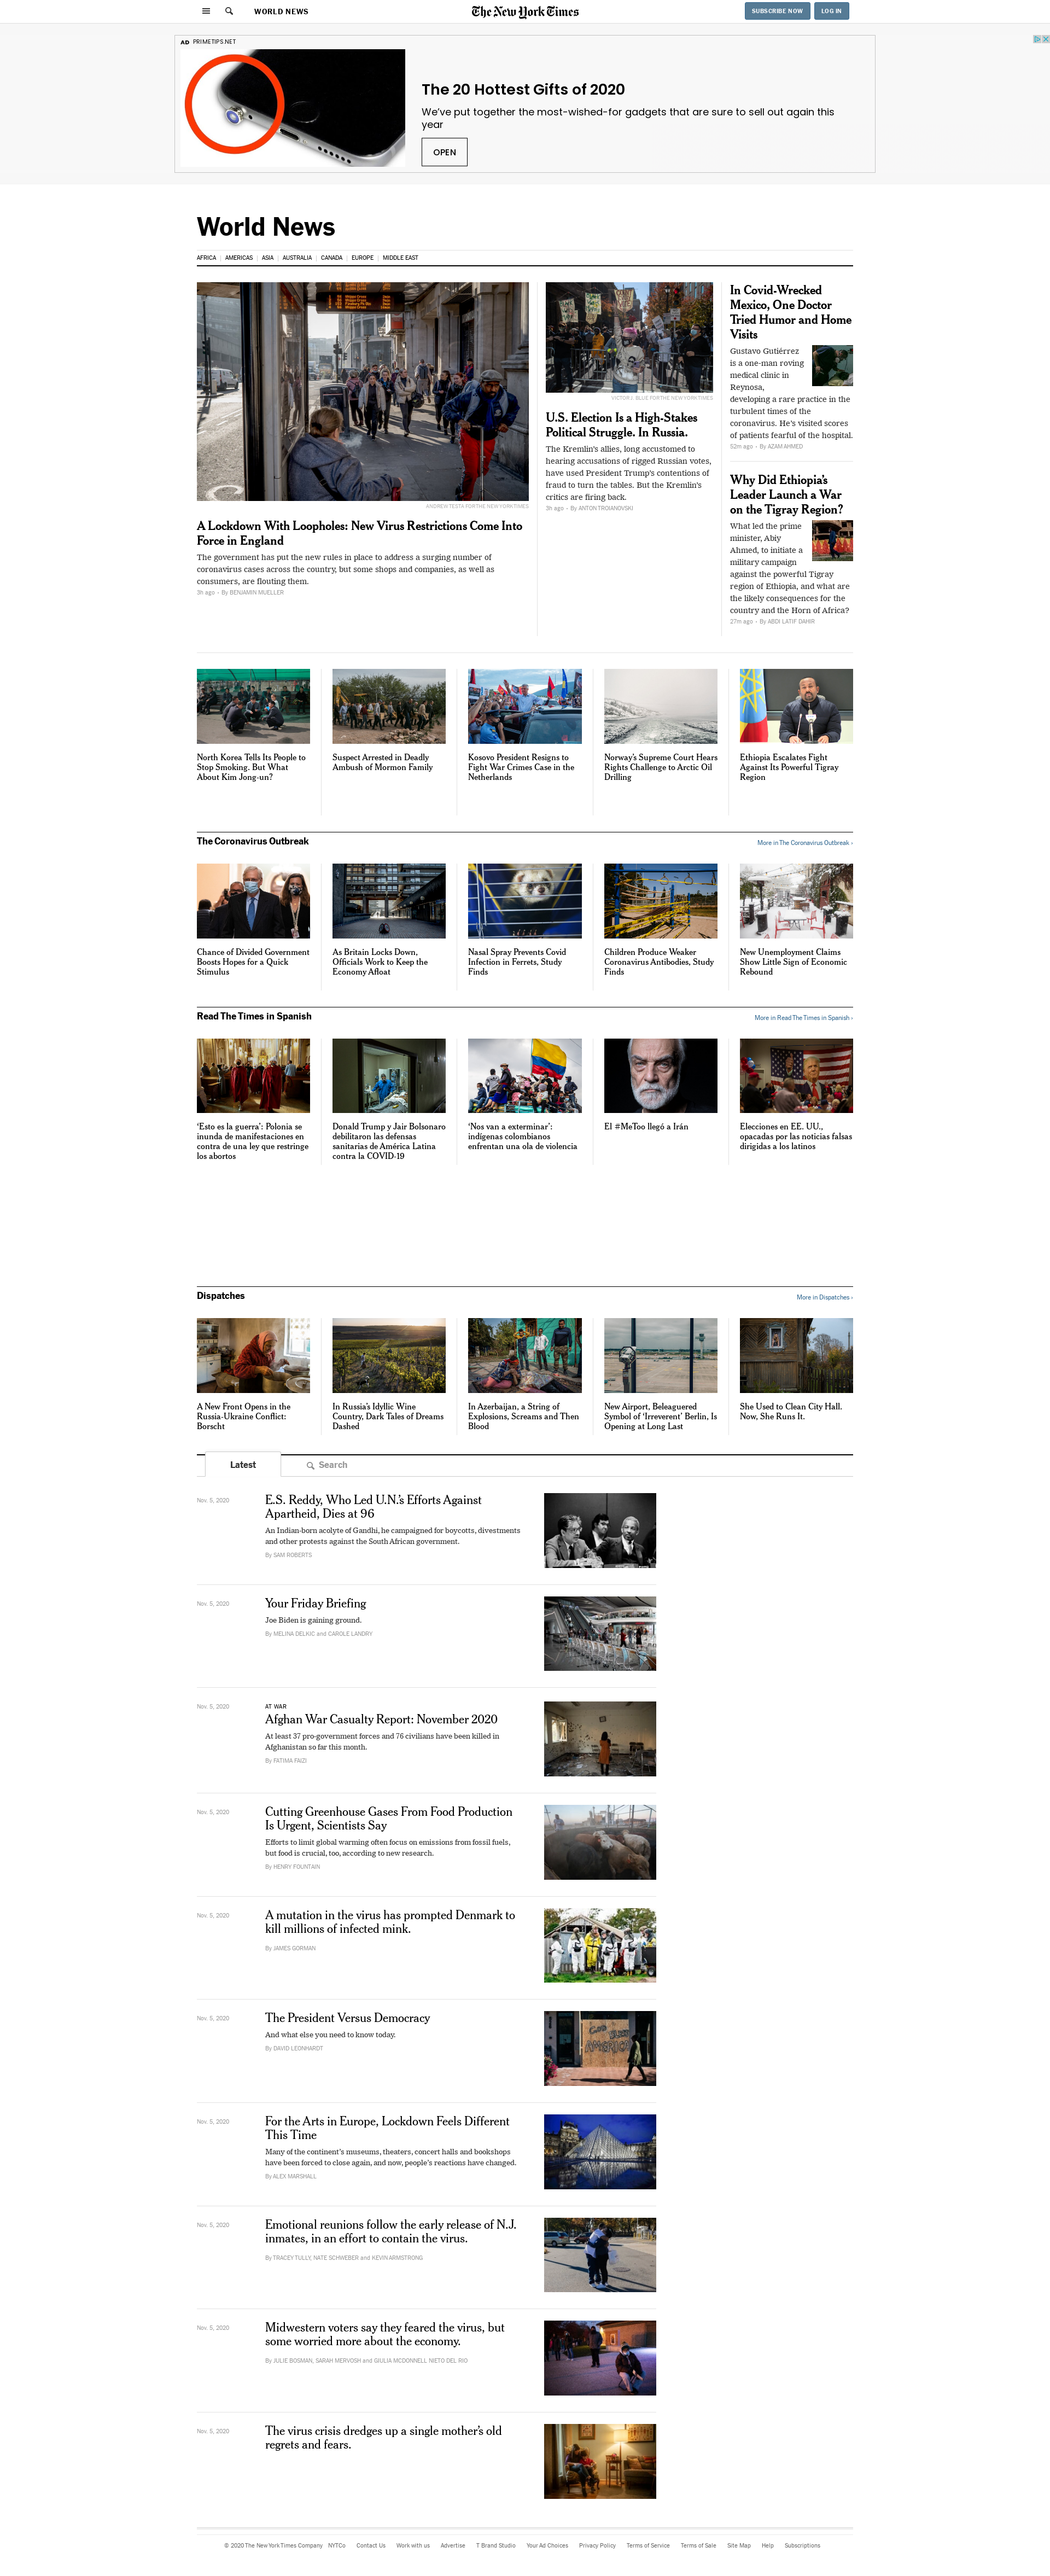 WORLD NEWS
The New York Times
SUBSCRIBE NOW
LOG IN
AD PRIMETIPS.NET
The 20 Hottest Gifts of 2020
We've put together the most-wished-for gadgets that are sure to sell out again this
year
OPEN
World News
AFRICA
AMERICAS
ASIA
AUSTRALIA
CANADA
EUROPE
MIDDLE EAST
ANDREW TESTA FOR THE NEW YORK TIMES
A Lockdown With Loopholes: New Virus Restrictions Come Into
Force in England
The government has put the new rules in place to address a surging number of
coronavirus cases across the country, but some shops and companies, as well as
consumers, are flouting them.
3h ago · By BENJAMIN MUELLER
VICTOR J. BLUE FOR THE NEW YORK TIMES
U.S. Election Is a High-Stakes
Political Struggle. In Russia.
The Kremlin's allies, long accustomed to
hearing accusations of rigged Russian votes,
have used President Trump's contentions of
fraud to turn the tables. But the Kremlin's
critics are firing back.
3h ago · By ANTON TROIANOVSKI
In Covid-Wrecked
Mexico, One Doctor
Tried Humor and Home
Visits
Gustavo Gutiérrez
is a one-man roving
medical clinic in
Reynosa,
developing a rare practice in the
turbulent times of the
coronavirus. He's visited scores
of patients fearful of the hospital.
52m ago · By AZAM AHMED
Why Did Ethiopia's
Leader Launch a War
on the Tigray Region?
What led the prime
minister, Abiy
Ahmed, to initiate a
military campaign
against the powerful Tigray
region of Ethiopia, and what are
the likely consequences for the
country and the Horn of Africa?
27m ago · By ABDI LATIF DAHIR
North Korea Tells Its People to
Stop Smoking. But What
About Kim Jong-un?
Suspect Arrested in Deadly
Ambush of Mormon Family
Kosovo President Resigns to
Fight War Crimes Case in the
Netherlands
Norway's Supreme Court Hears
Rights Challenge to Arctic Oil
Drilling
Ethiopia Escalates Fight
Against Its Powerful Tigray
Region
The Coronavirus Outbreak
More in The Coronavirus Outbreak ›
Chance of Divided Government
Boosts Hopes for a Quick
Stimulus
As Britain Locks Down,
Officials Work to Keep the
Economy Afloat
Nasal Spray Prevents Covid
Infection in Ferrets, Study
Finds
Children Produce Weaker
Coronavirus Antibodies, Study
Finds
New Unemployment Claims
Show Little Sign of Economic
Rebound
Read The Times in Spanish
More in Read The Times in Spanish ›
'Esto es la guerra': Polonia se
inunda de manifestaciones en
contra de una ley que restringe
los abortos
Donald Trump y Jair Bolsonaro
debilitaron las defensas
sanitarias de América Latina
contra la COVID-19
'Nos van a exterminar':
indígenas colombianos
enfrentan una ola de violencia
El #MeToo llegó a Irán
Elecciones en EE. UU.,
opacadas por las noticias falsas
dirigidas a los latinos
Dispatches
More in Dispatches ›
A New Front Opens in the
Russia-Ukraine Conflict:
Borscht
In Russia's Idyllic Wine
Country, Dark Tales of Dreams
Dashed
In Azerbaijan, a String of
Explosions, Screams and Then
Blood
New Airport, Beleaguered
Symbol of 'Irreverent' Berlin, Is
Opening at Long Last
She Used to Clean City Hall.
Now, She Runs It.
Latest
Search
Nov. 5, 2020
E.S. Reddy, Who Led U.N.'s Efforts Against
Apartheid, Dies at 96
An Indian-born acolyte of Gandhi, he campaigned for boycotts, divestments
and other protests against the South African government.
By SAM ROBERTS
Nov. 5, 2020
Your Friday Briefing
Joe Biden is gaining ground.
By MELINA DELKIC and CAROLE LANDRY
Nov. 5, 2020
AT WAR
Afghan War Casualty Report: November 2020
At least 37 pro-government forces and 76 civilians have been killed in
Afghanistan so far this month.
By FATIMA FAIZI
Nov. 5, 2020
Cutting Greenhouse Gases From Food Production
Is Urgent, Scientists Say
Efforts to limit global warming often focus on emissions from fossil fuels,
but food is crucial, too, according to new research.
By HENRY FOUNTAIN
Nov. 5, 2020
A mutation in the virus has prompted Denmark to
kill millions of infected mink.
By JAMES GORMAN
Nov. 5, 2020
The President Versus Democracy
And what else you need to know today.
By DAVID LEONHARDT
Nov. 5, 2020
For the Arts in Europe, Lockdown Feels Different
This Time
Many of the continent's museums, theaters, concert halls and bookshops
have been forced to close again, and now, people's reactions have changed.
By ALEX MARSHALL
Nov. 5, 2020
Emotional reunions follow the early release of N.J.
inmates, in an effort to contain the virus.
By TRACEY TULLY, NATE SCHWEBER and KEVIN ARMSTRONG
Nov. 5, 2020
Midwestern voters say they feared the virus, but
some worried more about the economy.
By JULIE BOSMAN, SARAH MERVOSH and GIULIA MCDONNELL NIETO DEL RIO
Nov. 5, 2020
The virus crisis dredges up a single mother's old
regrets and fears.
© 2020 The New York Times Company
NYTCo
Contact Us
Work with us
Advertise
T Brand Studio
Your Ad Choices
Privacy Policy
Terms of Service
Terms of Sale
Site Map
Help
Subscriptions